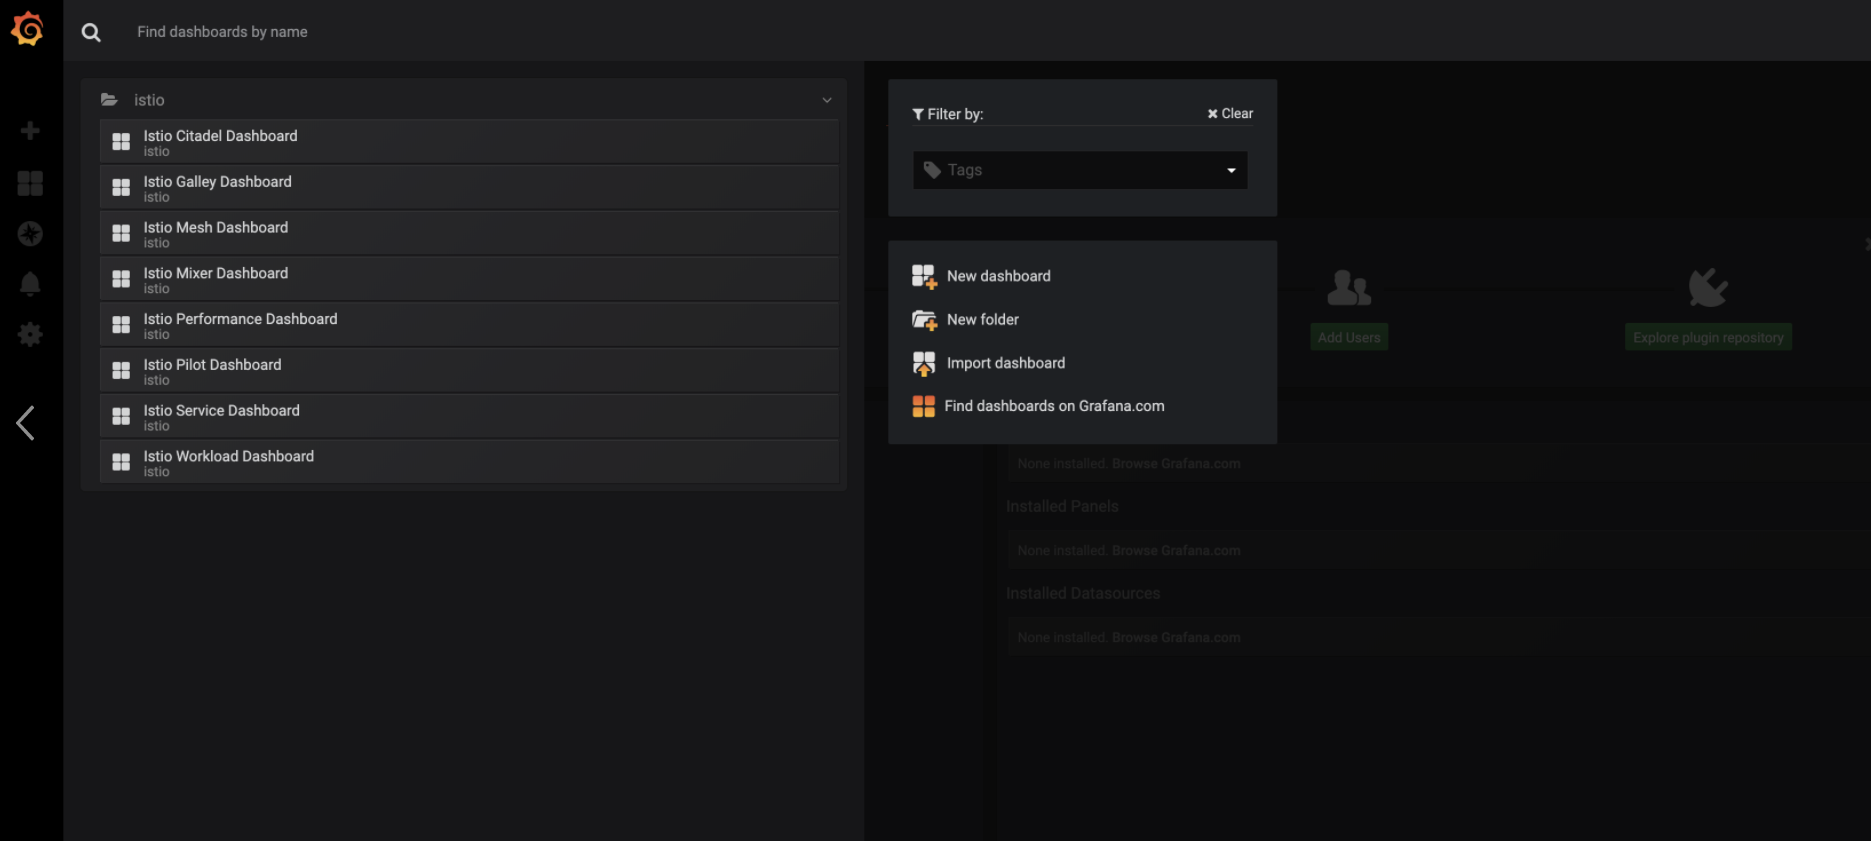 Find dashboards by name
istio
Istio Citadel Dashboard
istio
Istio Galley Dashboard
istio
Istio Mesh Dashboard
istio
Istio Mixer Dashboard
istio
Istio Performance Dashboard
istio
Istio Pilot Dashboard
istio
Istio Service Dashboard
istio
Istio Workload Dashboard
istio
Filter by:
Clear
Tags
New dashboard
New folder
Import dashboard
Find dashboards on Grafana.com
Add Users
Explore plugin repository
None installed. Browse Grafana.com
Installed Panels
None installed. Browse Grafana.com
Installed Datasources
None installed. Browse Grafana.com